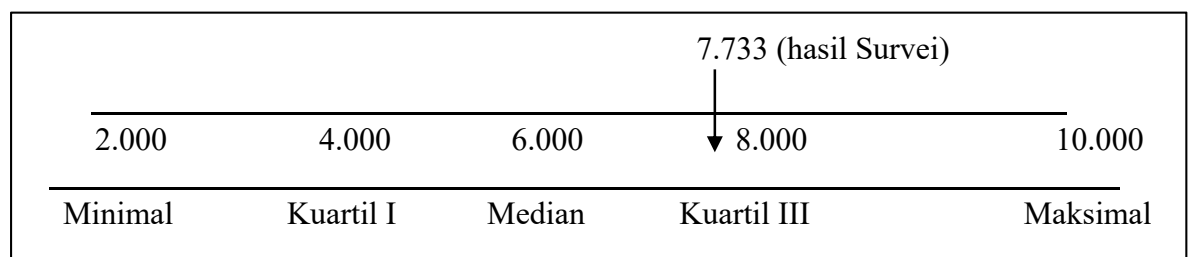 7.733 (hasil Survei)
2.000 4.000 6.000 8.000 10.000
Minimal Kuartil I Median Kuartil III Maksimal